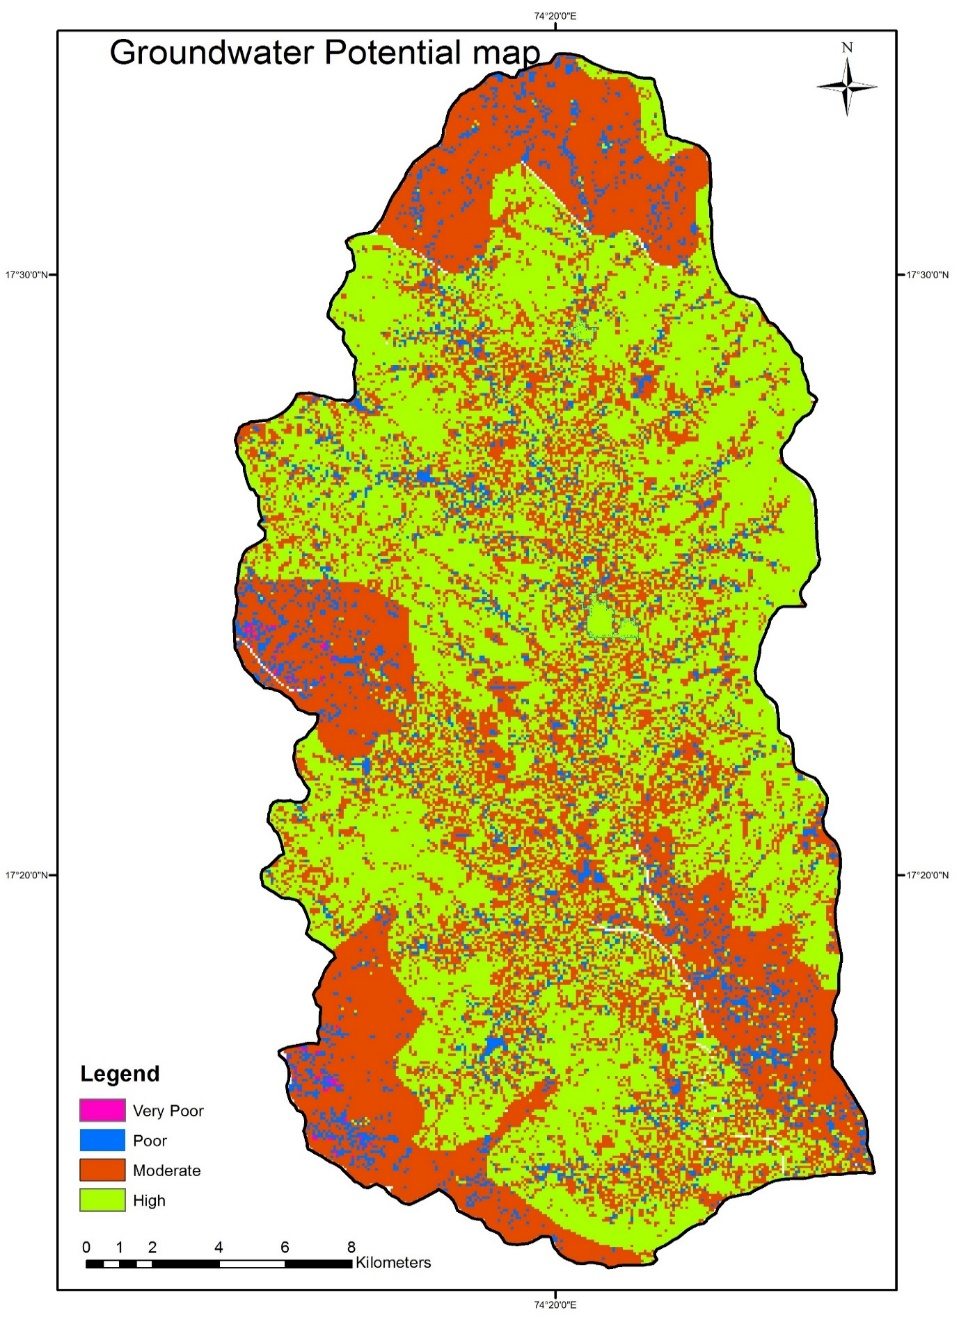 74°20'0"E
Groundwater Potential map
N
17°30'0"N
17°30'0"N
17°20'0"N
17°20'0"N
Legend
Very Poor
Poor
Moderate
High
0 1 2 4 6 8
Kilometers
74°20'0"E